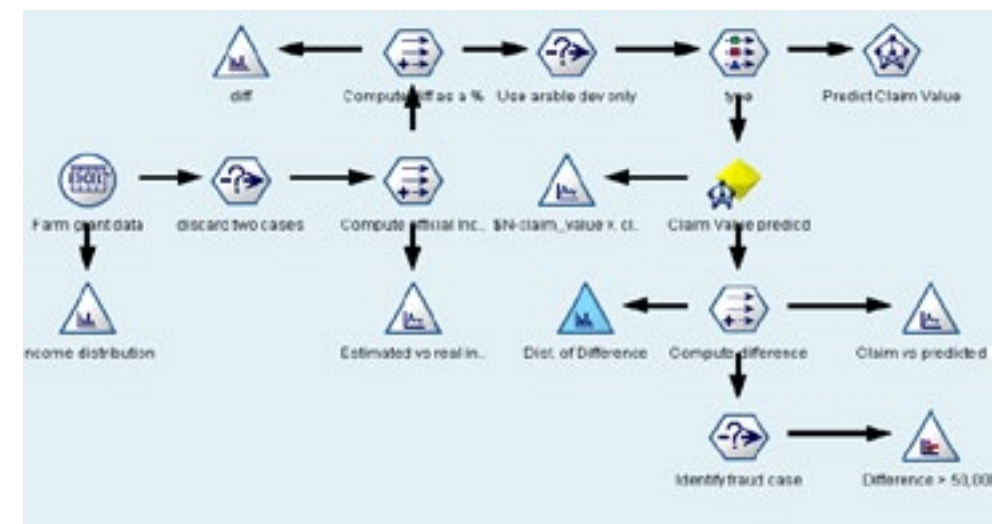 diff
Compute diff as a %
Use arable dev only
type
Predict Claim Value
Farm grant data
discard two cases
Compute official inc..
$N-claim_value v. cl..
Claim Value predicd
ncome distribution
Estimated vs real in..
Dist. of Difference
Compute difference
Claim vs predicted
Identify fraud case
Difference > 50,00